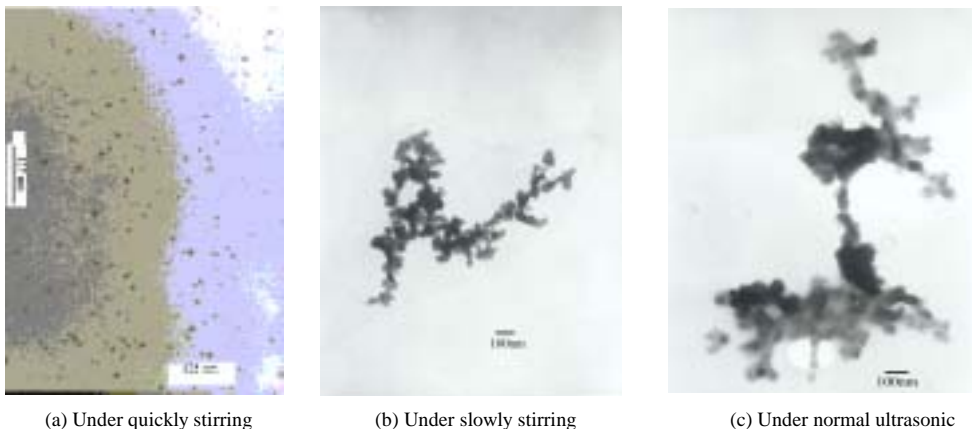 100nm
100nm
(a) Under quickly stirring
(b) Under slowly stirring
(c) Under normal ultrasonic